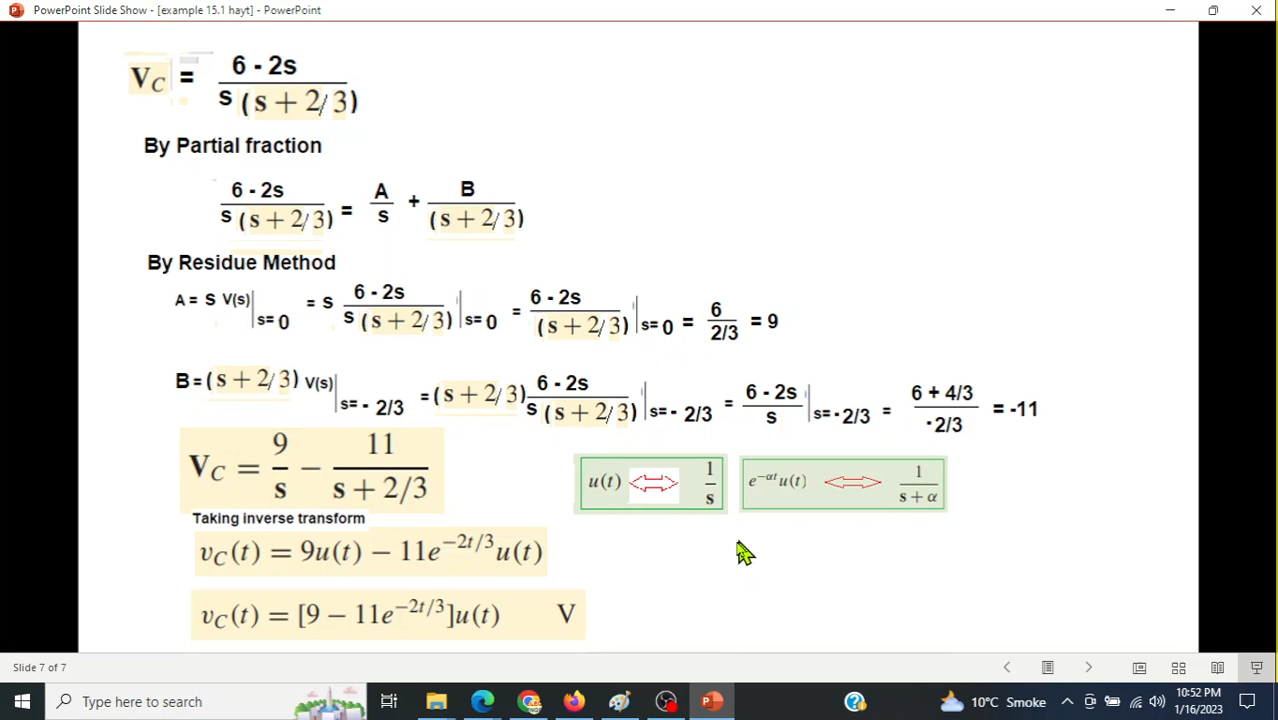 PowerPoint Slide Show - [example 15.1 hayt] - PowerPoint
V_C = (6 - 2s) / (s (s + 2/3))
By Partial fraction
(6 - 2s) / (s (s + 2/3)) = A/s + B/(s + 2/3)
By Residue Method
A = S V(s)|s=0 = s (6 - 2s) / (s (s + 2/3))|s=0 = (6 - 2s) / (s + 2/3)|s=0 = 6 / (2/3) = 9
B = (s + 2/3) V(s)|s= - 2/3 = (s + 2/3) (6 - 2s) / (s (s + 2/3))|s= - 2/3 = (6 - 2s) / s|s= -2/3 = (6 + 4/3) / (-2/3) = -11
V_C = 9/s − 11/(s + 2/3)
u(t) ⇔ 1/s
e^{−αt}u(t) ⇔ 1/(s + α)
Taking inverse transform
v_C(t) = 9u(t) − 11e^{−2t/3}u(t)
v_C(t) = [9 − 11e^{−2t/3}]u(t) V
Slide 7 of 7
Type here to search
10°C Smoke
10:52 PM
1/16/2023